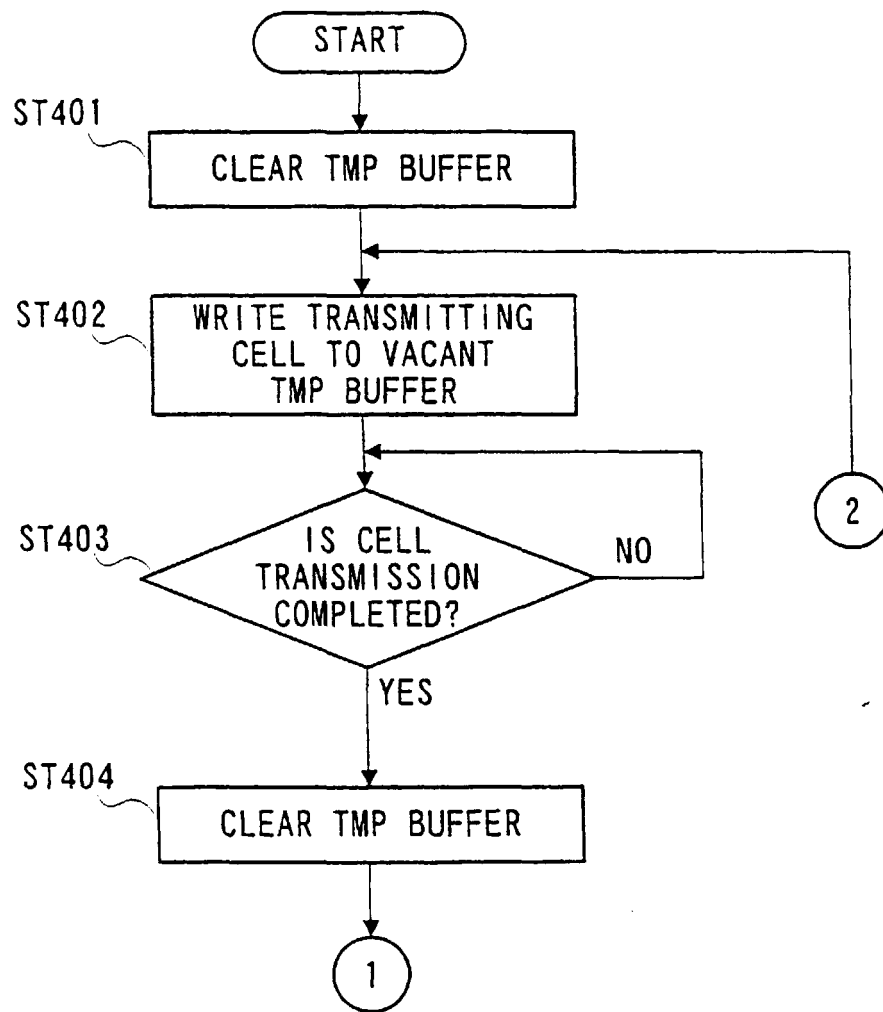 START
ST401
CLEAR TMP BUFFER
ST402
WRITE TRANSMITTING
CELL TO VACANT
TMP BUFFER
2
ST403
IS CELL
TRANSMISSION
COMPLETED?
NO
YES
ST404
CLEAR TMP BUFFER
1